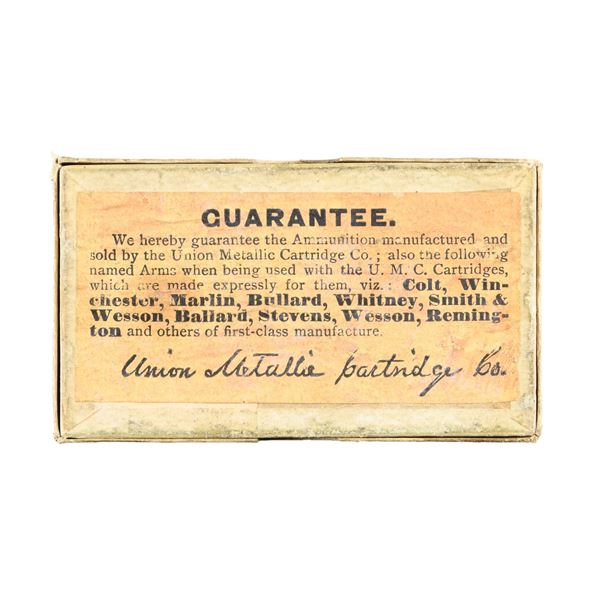 GUARANTEE.
We hereby guarantee the Ammunition manufactured and
sold by the Union Metallic Cartridge Co.; also the following
named Arms when being used with the U. M. C. Cartridges,
which are made expressly for them, viz.: Colt, Win-
chester, Marlin, Bullard, Whitney, Smith &
Wesson, Ballard, Stevens, Wesson, Reming-
ton and others of first-class manufacture.
Union Metallic Cartridge Co.